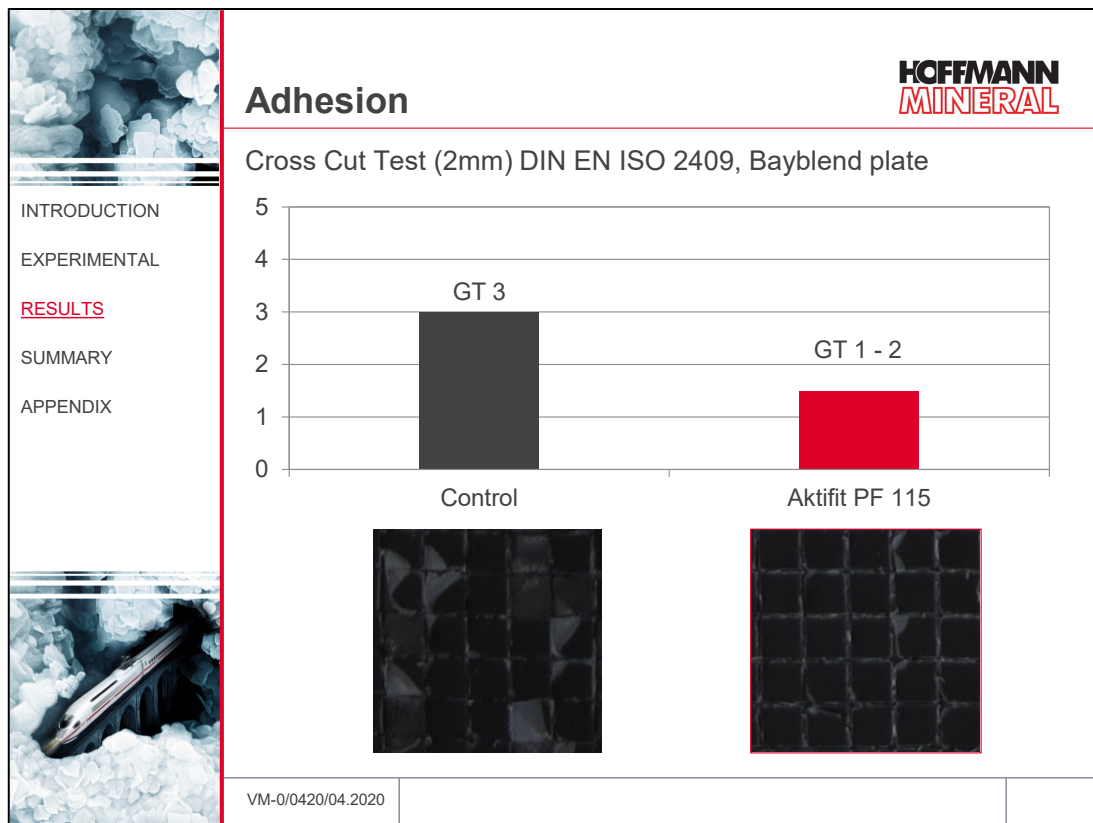 HOFFMANN
MINERAL
Adhesion
Cross Cut Test (2mm) DIN EN ISO 2409, Bayblend plate
INTRODUCTION
EXPERIMENTAL
RESULTS
SUMMARY
APPENDIX
5
4
3
2
1
0
GT 3
GT 1 - 2
Control
Aktifit PF 115
VM-0/0420/04.2020